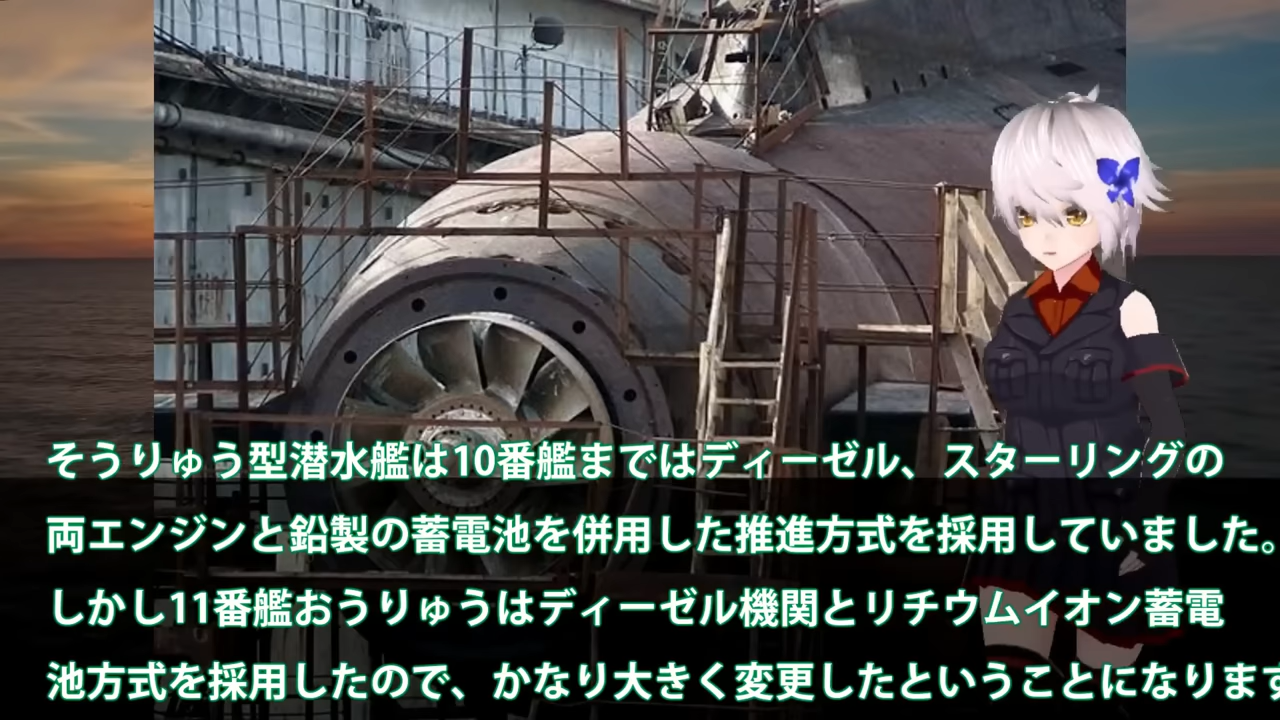 そうりゅう型潜水艦は10番艦まではディーゼル、スターリングの
両エンジンと鉛製の蓄電池を併用した推進方式を採用していました。
しかし11番艦おうりゅうはディーゼル機関とリチウムイオン蓄電
池方式を採用したので、かなり大きく変更したということになります